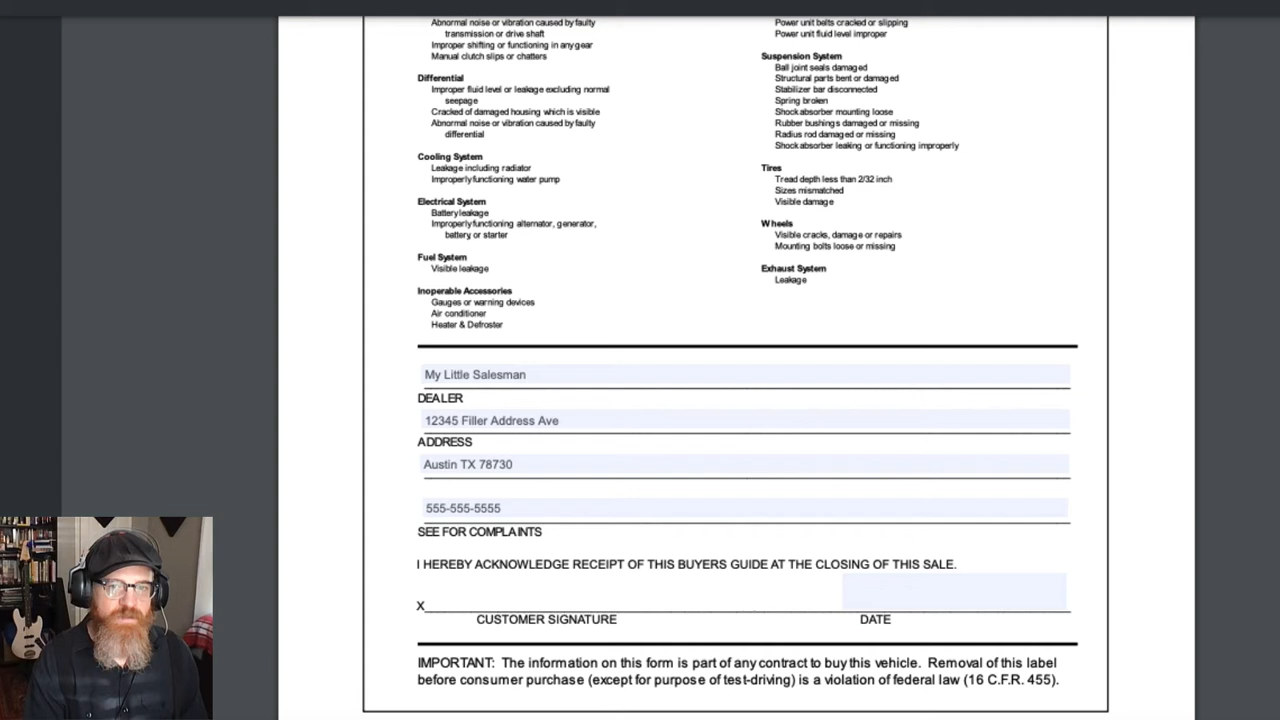 Abnormal noise or vibration caused by faulty
transmission or drive shaft
Improper shifting or functioning in any gear
Manual clutch slips or chatters
Differential
Improper fluid level or leakage excluding normal
seepage
Cracked of damaged housing which is visible
Abnormal noise or vibration caused by faulty
differential
Cooling System
Leakage including radiator
Improperly functioning water pump
Electrical System
Battery leakage
Improperly functioning alternator, generator,
battery, or starter
Fuel System
Visible leakage
Inoperable Accessories
Gauges or warning devices
Air conditioner
Heater & Defroster
Power unit belts cracked or slipping
Power unit fluid level improper
Suspension System
Ball joint seals damaged
Structural parts bent or damaged
Stabilizer bar disconnected
Spring broken
Shock absorber mounting loose
Rubber bushings damaged or missing
Radius rod damaged or missing
Shock absorber leaking or functioning improperly
Tires
Tread depth less than 2/32 inch
Sizes mismatched
Visible damage
Wheels
Visible cracks, damage or repairs
Mounting bolts loose or missing
Exhaust System
Leakage
My Little Salesman
DEALER
12345 Filler Address Ave
ADDRESS
Austin TX 78730
555-555-5555
SEE FOR COMPLAINTS
I HEREBY ACKNOWLEDGE RECEIPT OF THIS BUYERS GUIDE AT THE CLOSING OF THIS SALE.
X
CUSTOMER SIGNATURE DATE
IMPORTANT: The information on this form is part of any contract to buy this vehicle. Removal of this label
before consumer purchase (except for purpose of test-driving) is a violation of federal law (16 C.F.R. 455).